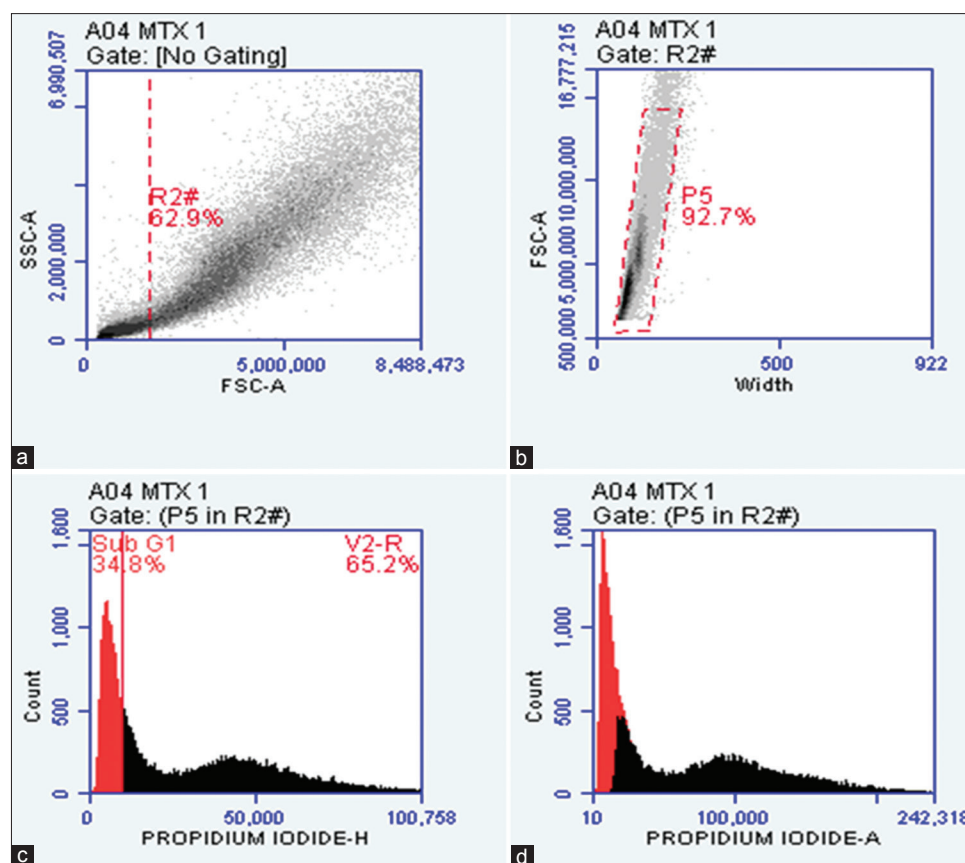 A04 MTX 1
Gate: [No Gating]
6,990,507
SSC-A
2,000,000
0
R2#
62.9%
0
5,000,000
8,488,473
FSC-A
a
A04 MTX 1
Gate: R2#
16,777,215
FSC-A
10,000,000
5,000,000
500,000
P5
92.7%
0
500
922
Width
b
A04 MTX 1
Gate: (P5 in R2#)
1,600
Count
1,000
500
0
Sub G1
34.8%
V2-R
65.2%
0
50,000
100,758
PROPIDIUM IODIDE-H
c
A04 MTX 1
Gate: (P5 in R2#)
1,600
Count
1,000
500
0
10
100,000
242,318
PROPIDIUM IODIDE-A
d